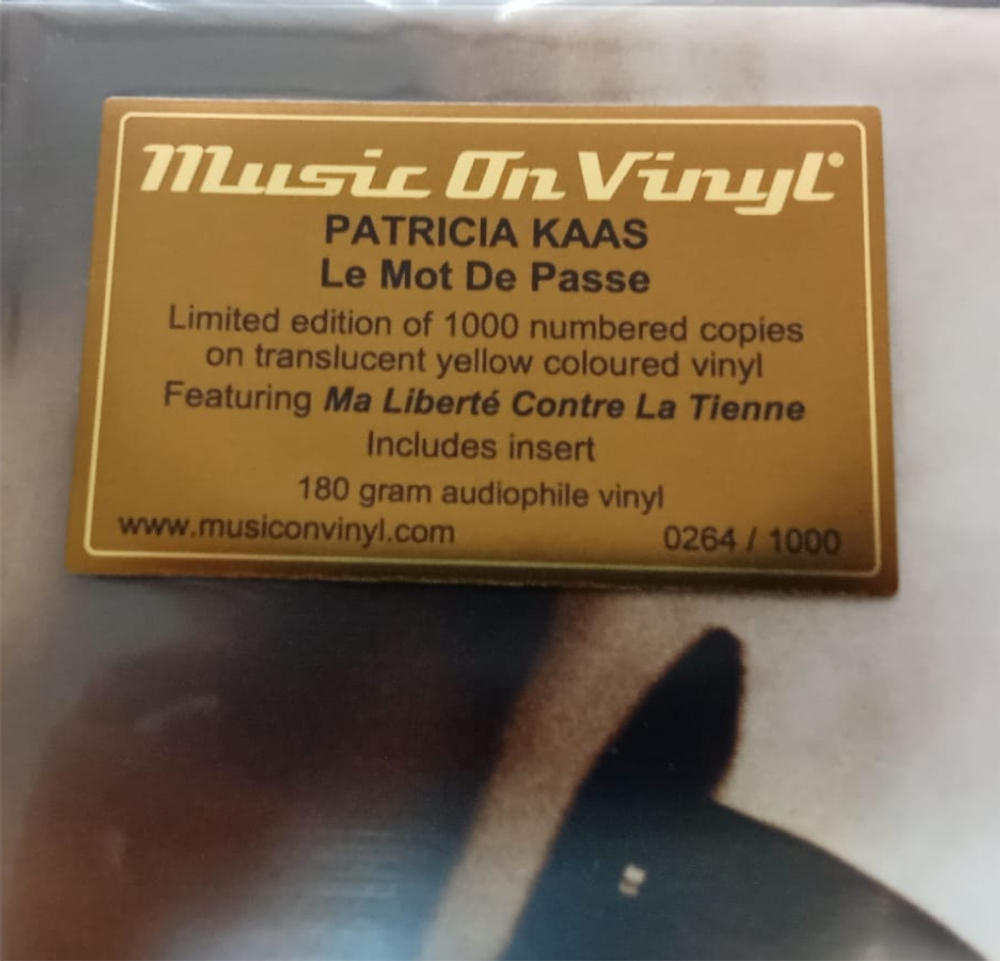 Music On Vinyl
PATRICIA KAAS
Le Mot De Passe
Limited edition of 1000 numbered copies
on translucent yellow coloured vinyl
Featuring Ma Liberté Contre La Tienne
Includes insert
180 gram audiophile vinyl
www.musiconvinyl.com
0264 / 1000